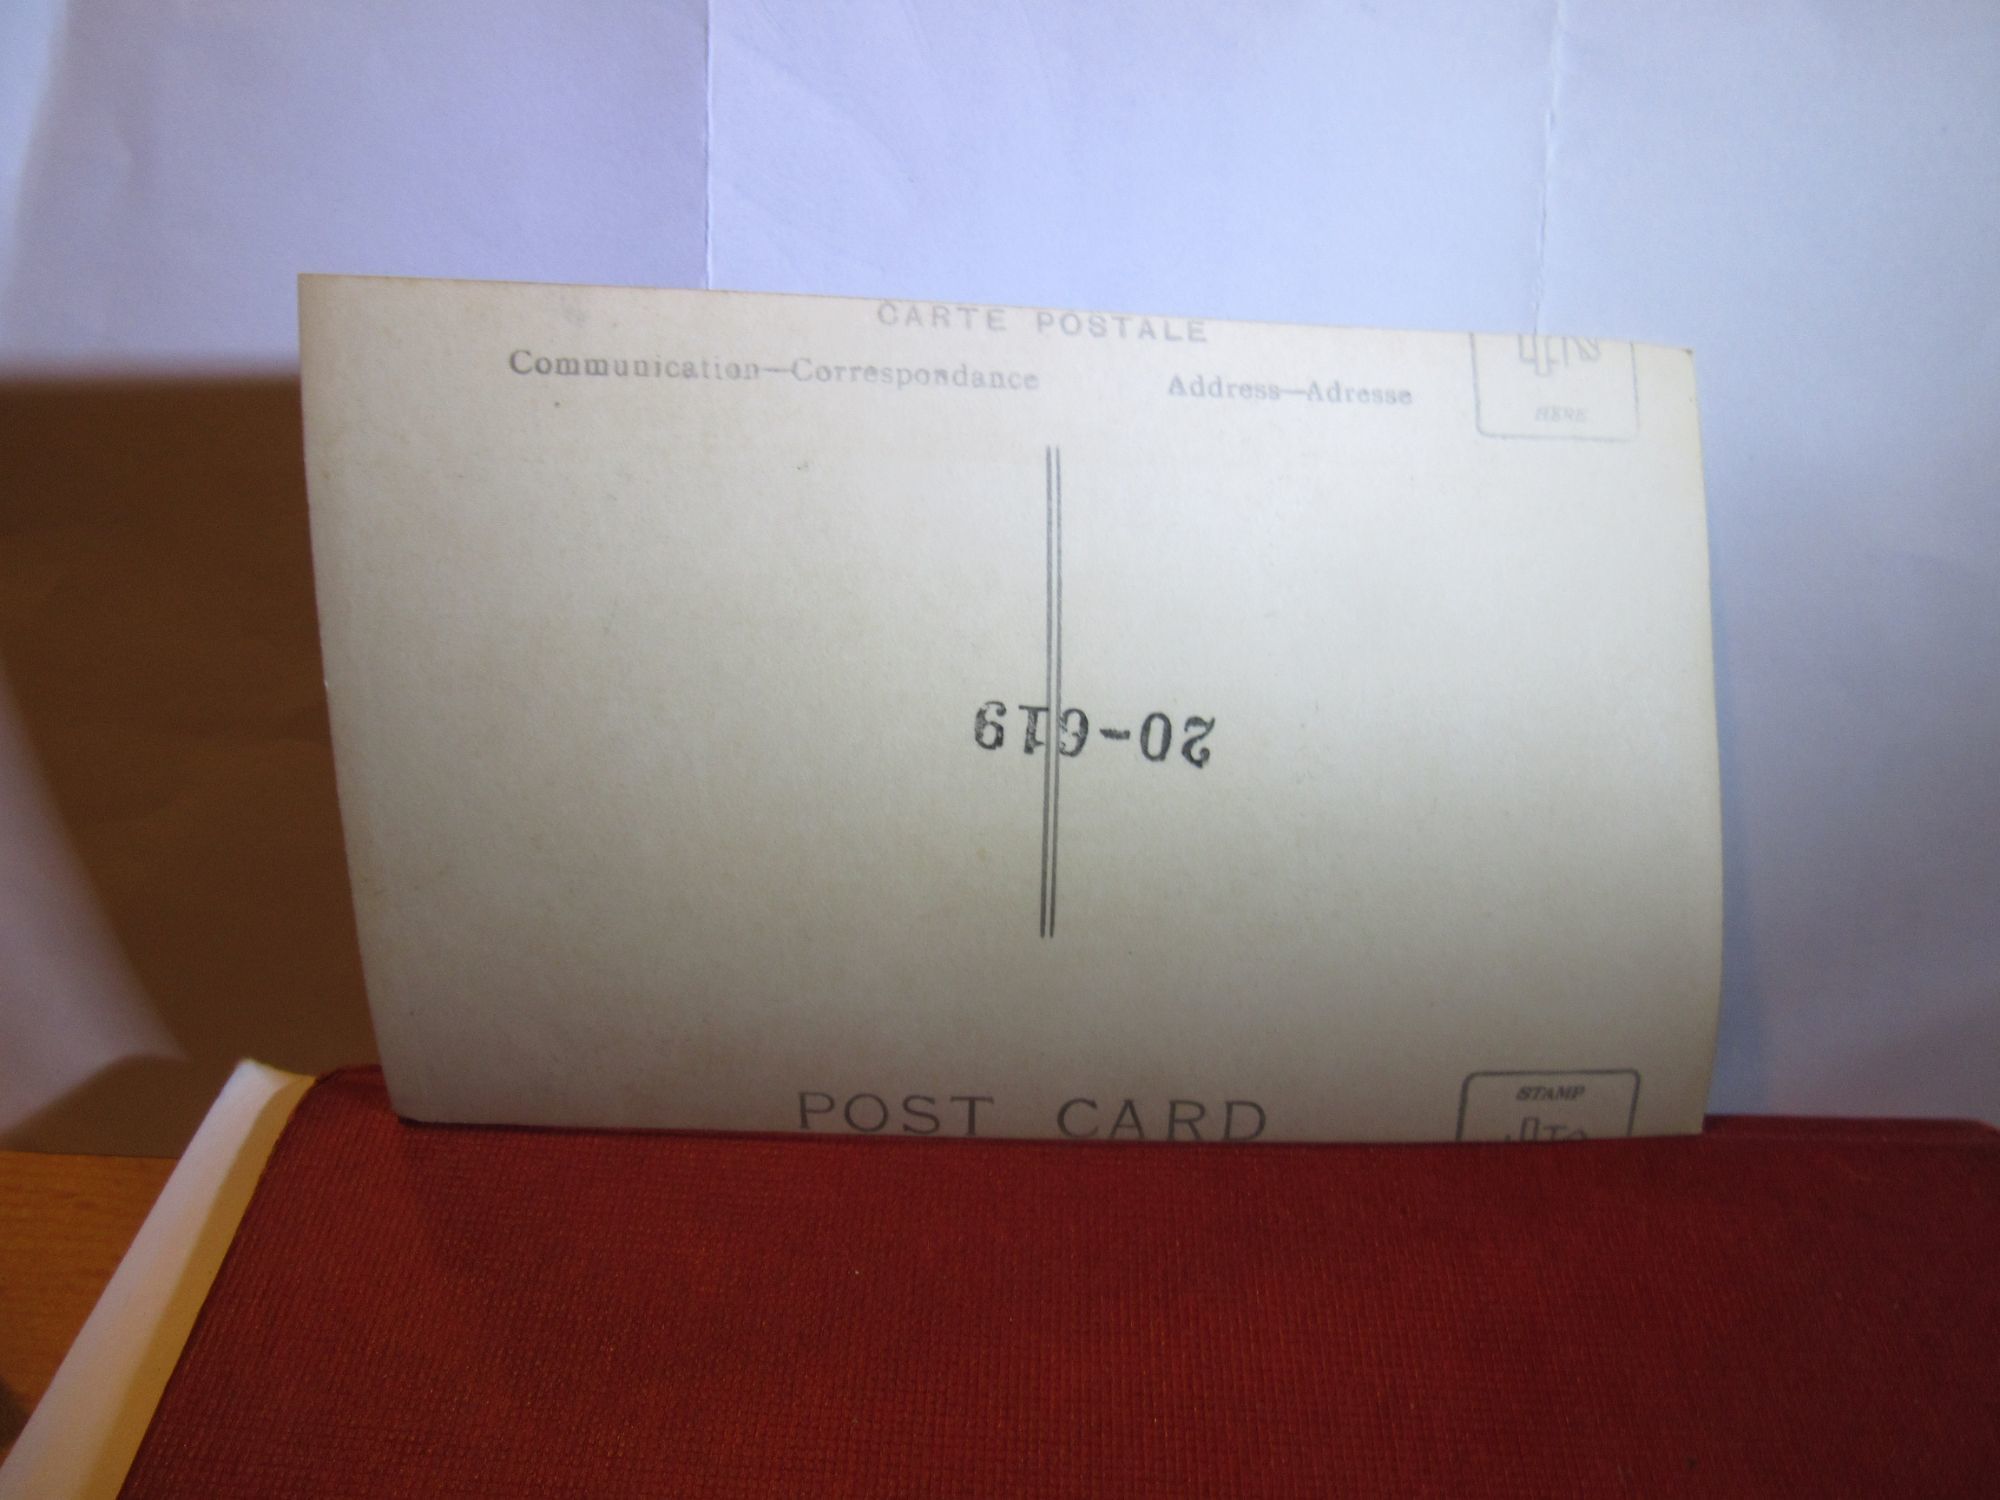 CARTE POSTALE
Communication—Correspondance
Address—Adresse
HERE
20-619
POST CARD
STAMP